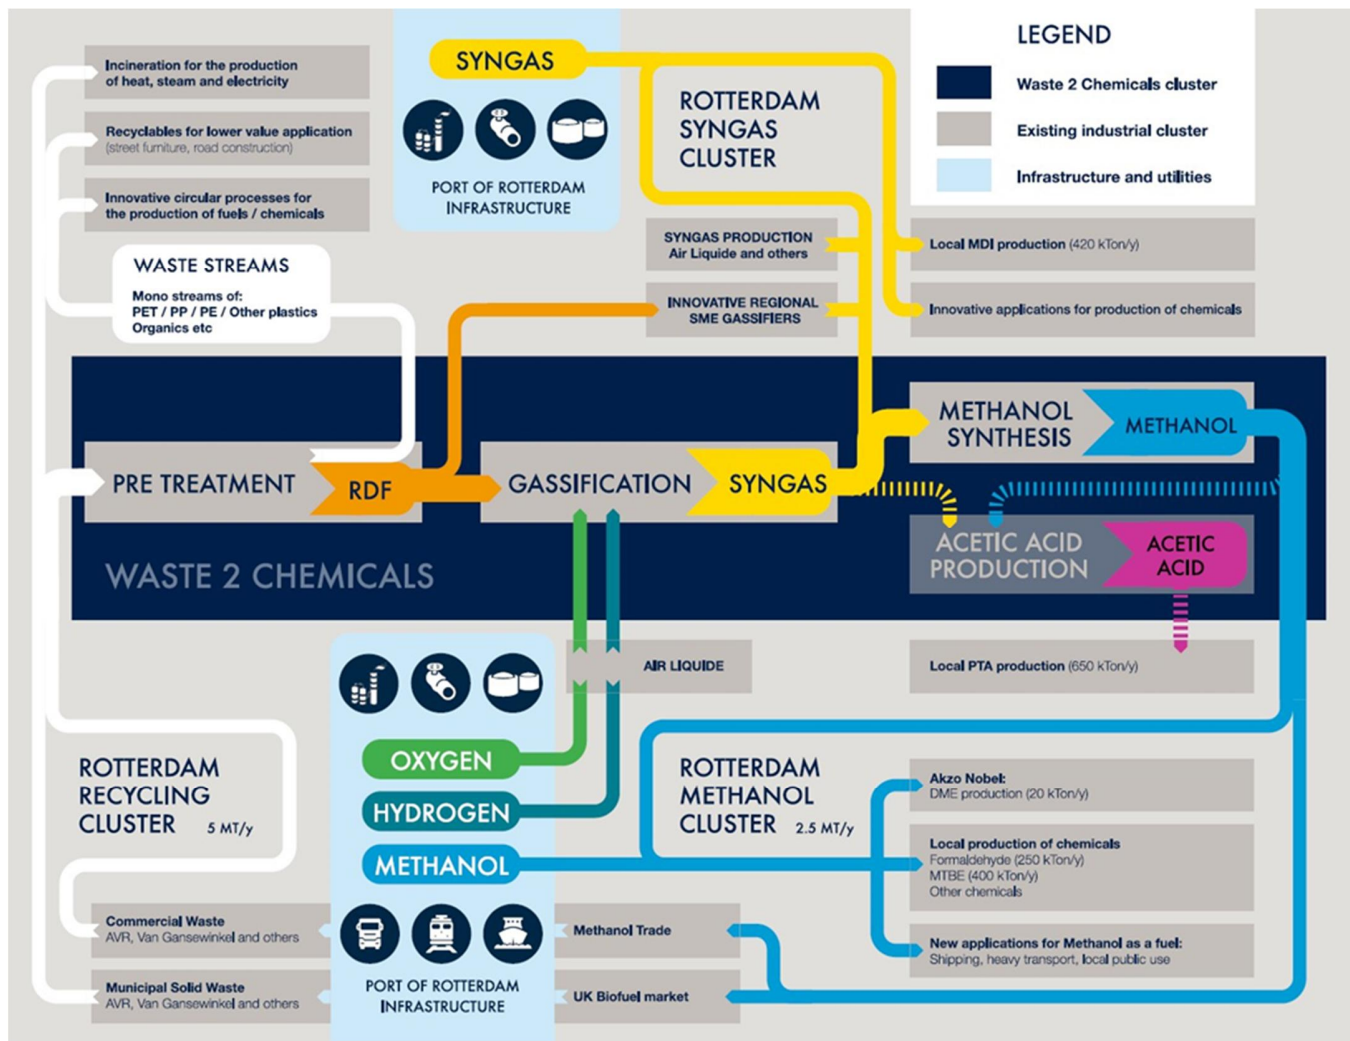 Incineration for the production
of heat, steam and electricity
Recyclables for lower value application
(street furniture, road construction)
Innovative circular processes for
the production of fuels / chemicals
WASTE STREAMS
Mono streams of:
PET / PP / PE / Other plastics
Organics etc
SYNGAS
PORT OF ROTTERDAM
INFRASTRUCTURE
ROTTERDAM
SYNGAS
CLUSTER
LEGEND
Waste 2 Chemicals cluster
Existing industrial cluster
Infrastructure and utilities
SYNGAS PRODUCTION
Air Liquide and others
INNOVATIVE REGIONAL
SME GASSIFIERS
Local MDI production (420 kTon/y)
Innovative applications for production of chemicals
PRE TREATMENT
RDF
GASSIFICATION
SYNGAS
METHANOL
SYNTHESIS
METHANOL
ACETIC ACID
PRODUCTION
ACETIC
ACID
WASTE 2 CHEMICALS
AIR LIQUIDE
Local PTA production (650 kTon/y)
OXYGEN
HYDROGEN
METHANOL
ROTTERDAM
RECYCLING
CLUSTER 5 MT/y
ROTTERDAM
METHANOL
CLUSTER 2.5 MT/y
Akzo Nobel:
DME production (20 kTon/y)
Local production of chemicals
Formaldehyde (250 kTon/y)
MTBE (400 kTon/y)
Other chemicals
New applications for Methanol as a fuel:
Shipping, heavy transport, local public use
Commercial Waste
AVR, Van Gansewinkel and others
Municipal Solid Waste
AVR, Van Gansewinkel and others
PORT OF ROTTERDAM
INFRASTRUCTURE
Methanol Trade
UK Biofuel market